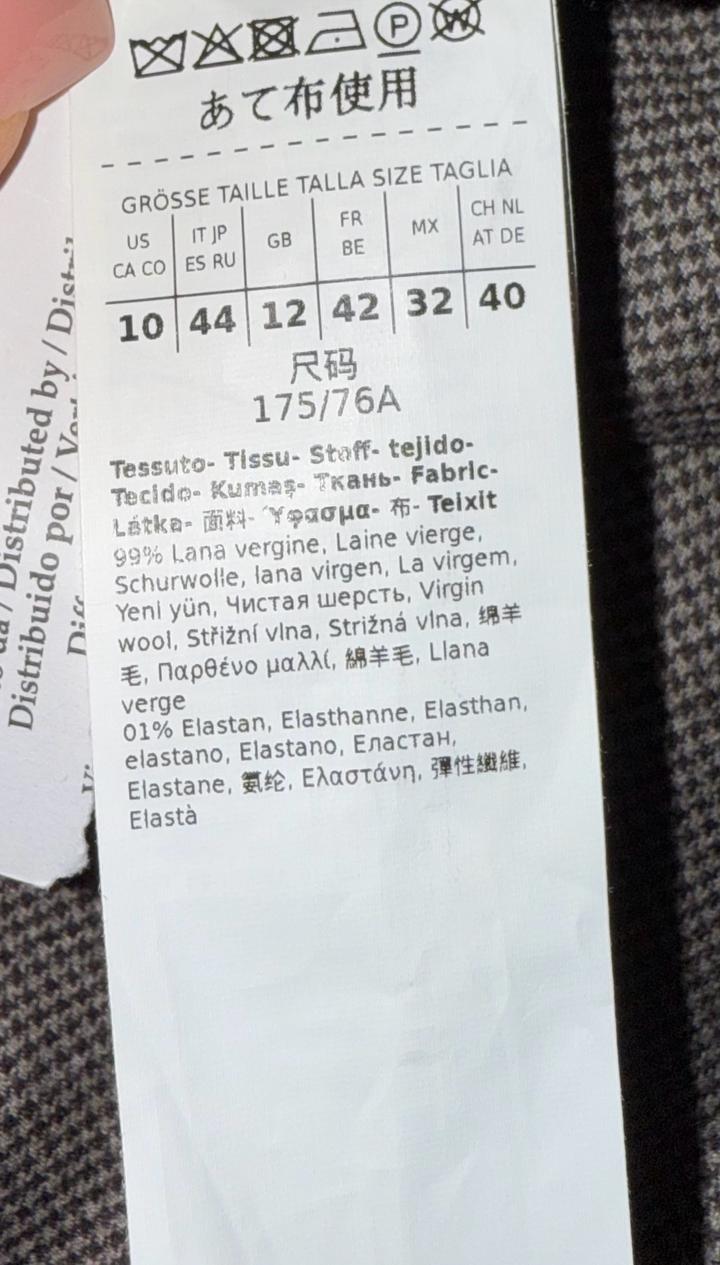 P
W
あて布使用
GRÖSSE TAILLE TALLA SIZE TAGLIA
US
CA CO
IT JP
ES RU
GB
FR
BE
MX
CH NL
AT DE
10 44 12 42 32 40
尺码
175/76A
Tessuto- Tissu- Stoff- tejido-
Tecido- Kumaş- Ткань- Fabric-
Látka- 面料- Ύφασμα- 布- Teixit
99% Lana vergine, Laine vierge,
Schurwolle, lana virgen, La virgem,
Yeni yün, Чистая шерсть, Virgin
wool, Střižní vlna, Strižná vlna, 绵羊
毛, Παρθένο μαλλί, 綿羊毛, Llana
verge
01% Elastan, Elasthanne, Elasthan,
elastano, Elastano, Еластан,
Elastane, 氨纶, Ελαστάνη, 彈性纖維,
Elastà
/ Distributed by / Distri
Distribuido por /